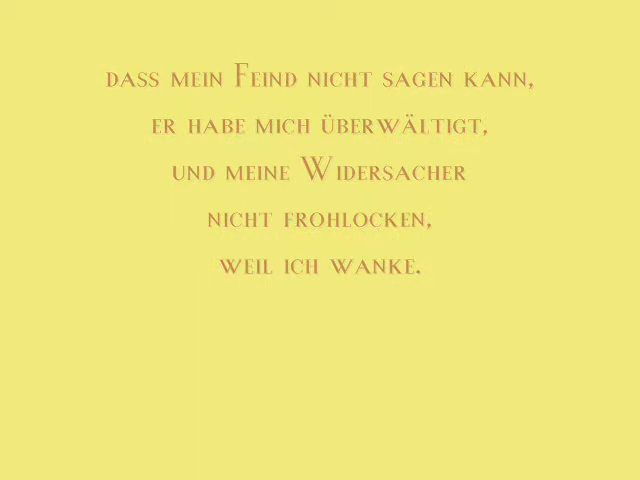 dass mein Feind nicht sagen kann,
er habe mich überwältigt,
und meine Widersacher
nicht frohlocken,
weil ich wanke.